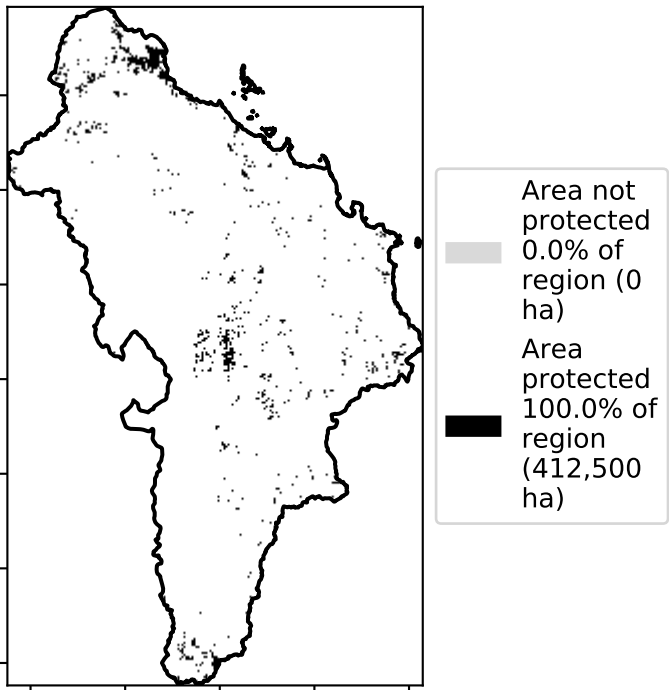 Area not
protected
0.0% of
region (0
ha)
Area
protected
100.0% of
region
(412,500
ha)